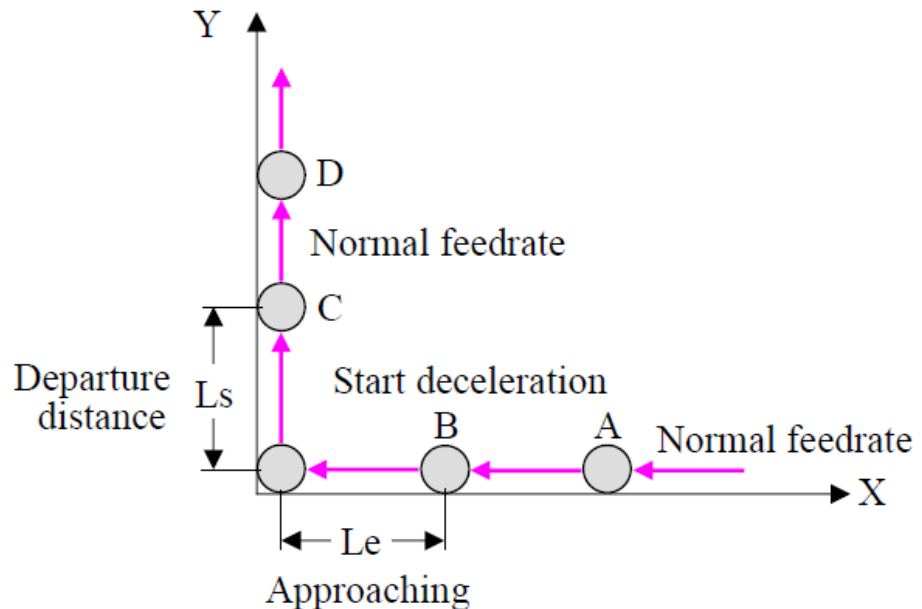 Y
D
Normal feedrate
C
Departure
distance
Ls
Start deceleration
B
A
Normal feedrate
X
Le
Approaching